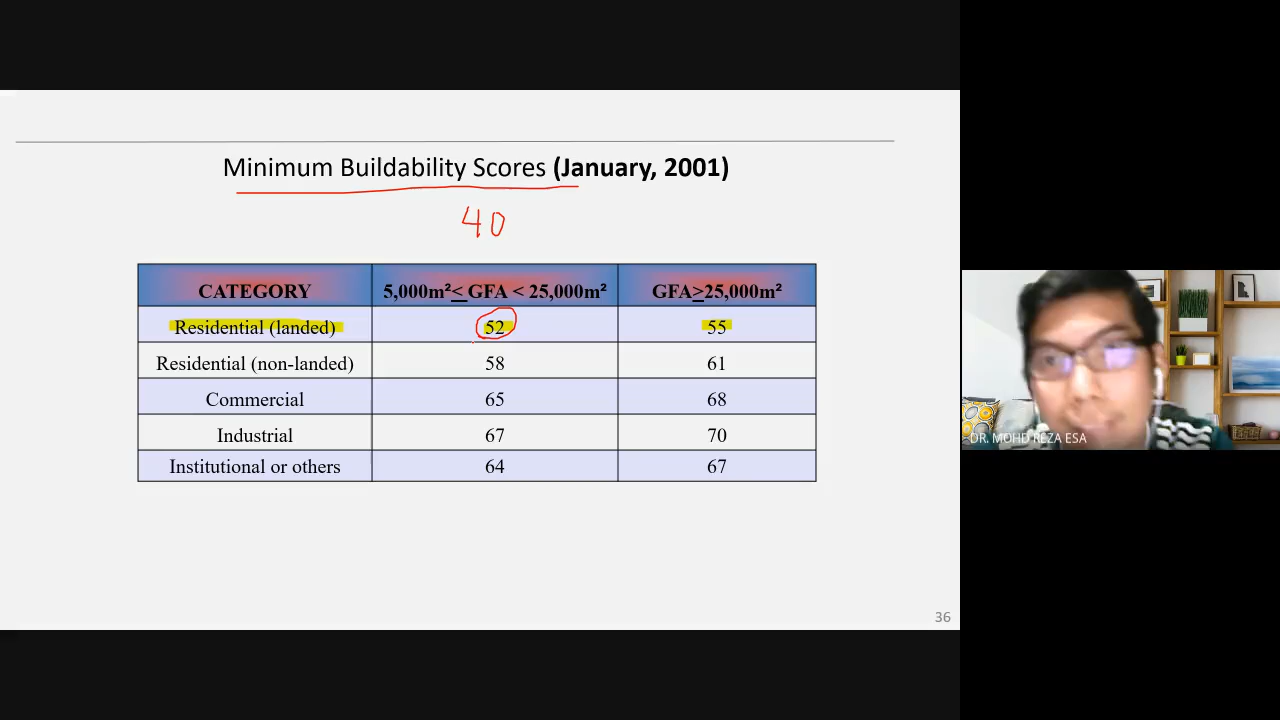 Minimum Buildability Scores (January, 2001)
40
CATEGORY 5,000m²≤ GFA < 25,000m² GFA≥25,000m²
Residential (landed) 52 55
Residential (non-landed) 58 61
Commercial 65 68
Industrial 67 70
Institutional or others 64 67
36
DR. MOHD REZA ESA